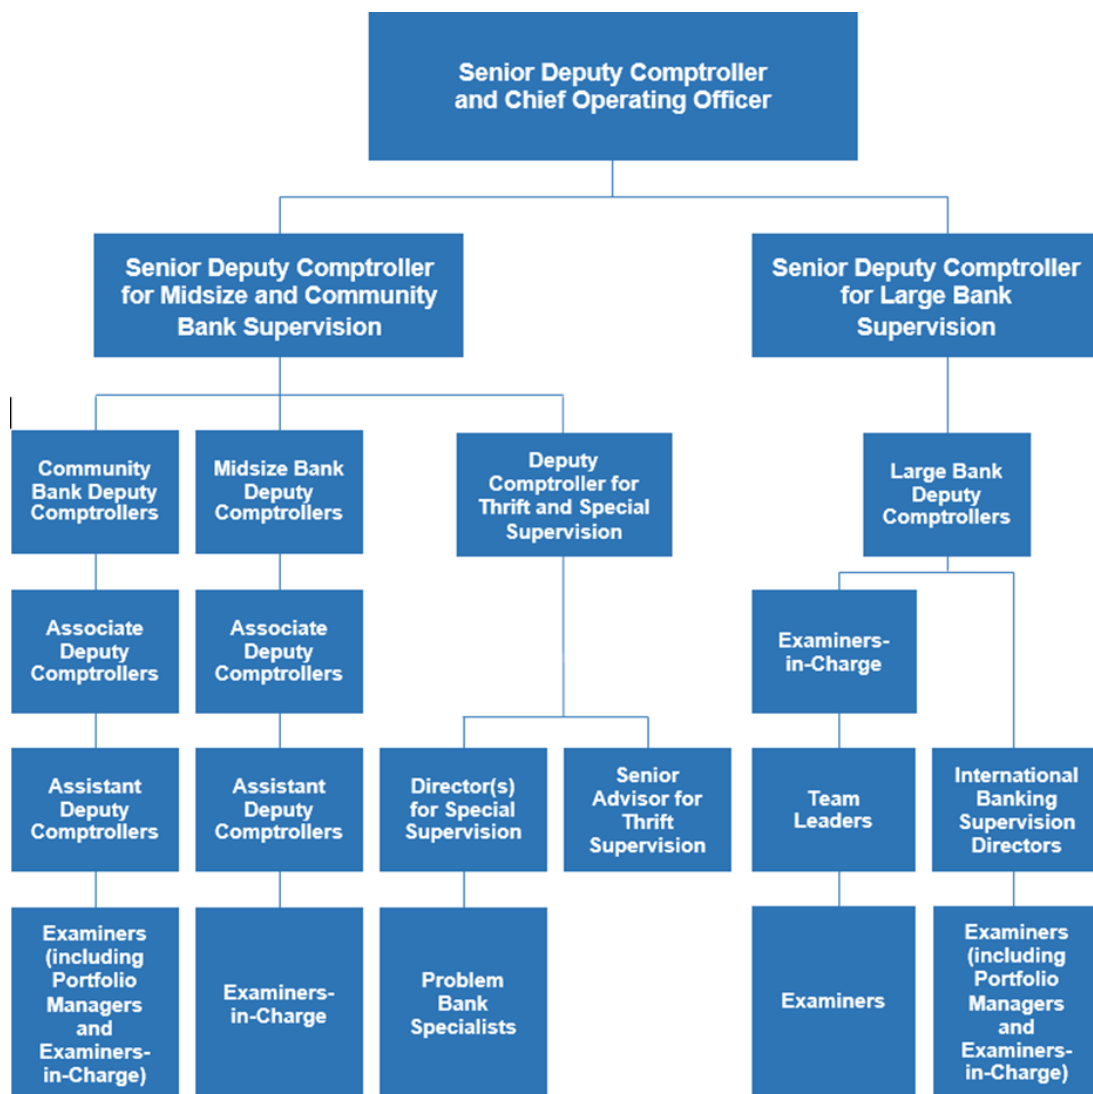 Senior Deputy Comptroller
and Chief Operating Officer
Senior Deputy Comptroller
for Midsize and Community
Bank Supervision
Senior Deputy Comptroller
for Large Bank
Supervision
Community
Bank Deputy
Comptrollers
Midsize Bank
Deputy
Comptrollers
Deputy
Comptroller for
Thrift and Special
Supervision
Large Bank
Deputy
Comptrollers
Associate
Deputy
Comptrollers
Associate
Deputy
Comptrollers
Examiners-
in-Charge
Assistant
Deputy
Comptrollers
Assistant
Deputy
Comptrollers
Director(s)
for Special
Supervision
Senior
Advisor for
Thrift
Supervision
Team
Leaders
International
Banking
Supervision
Directors
Examiners
(including
Portfolio
Managers
and
Examiners-
in-Charge)
Examiners-
in-Charge
Problem
Bank
Specialists
Examiners
Examiners
(including
Portfolio
Managers
and
Examiners-
in-Charge)